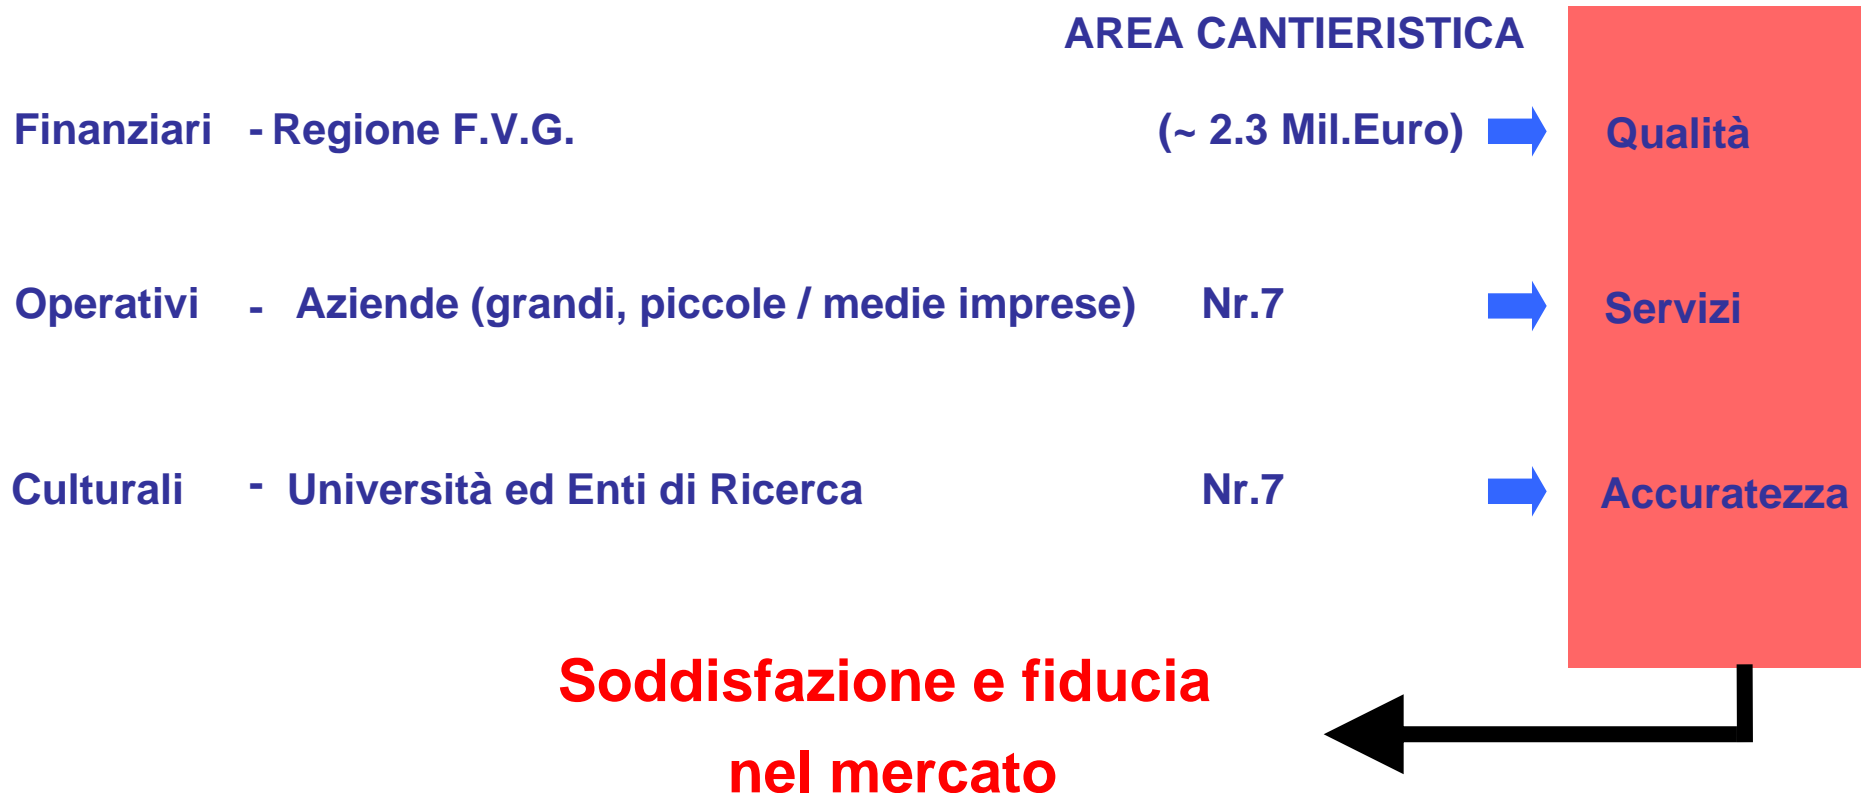 AREA CANTIERISTICA
Finanziari - Regione F.V.G. (~ 2.3 Mil.Euro) Qualità
Operativi - Aziende (grandi, piccole / medie imprese) Nr.7 Servizi
Culturali - Università ed Enti di Ricerca Nr.7 Accuratezza
Soddisfazione e fiducia
nel mercato